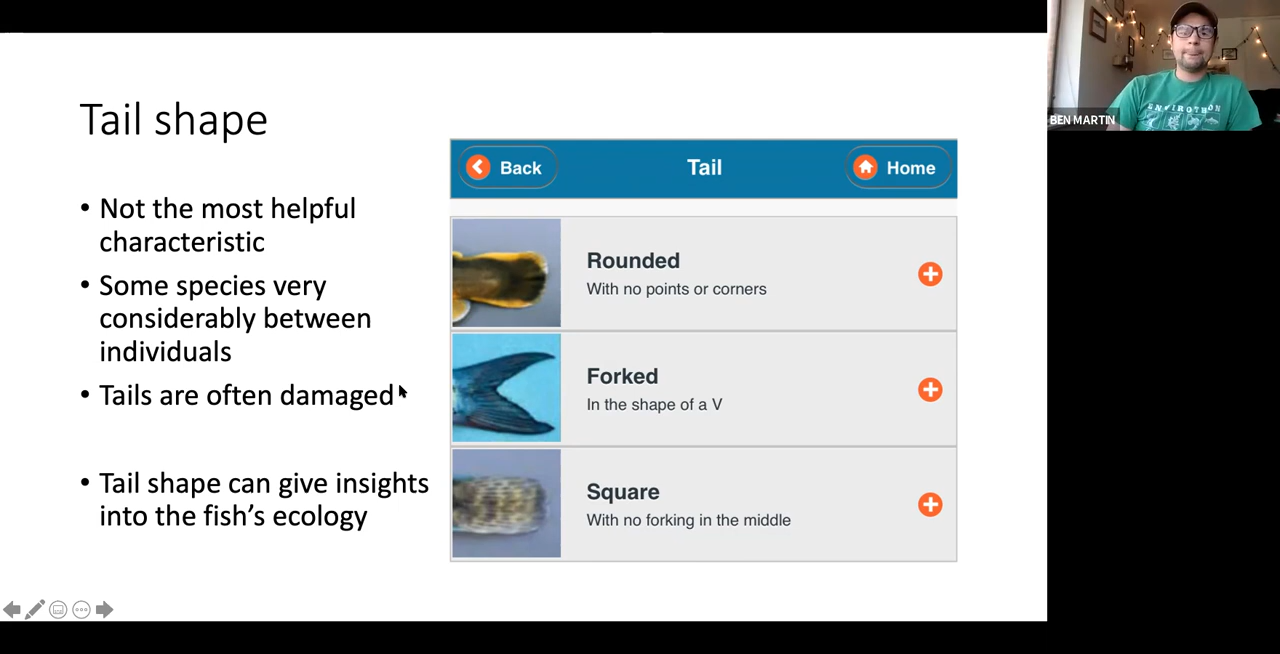 Tail shape
• Not the most helpful
characteristic
• Some species very
considerably between
individuals
• Tails are often damaged
• Tail shape can give insights
into the fish's ecology
Back
Tail
Home
Rounded
With no points or corners
Forked
In the shape of a V
Square
With no forking in the middle
ENVIROTHON
BEN MARTIN